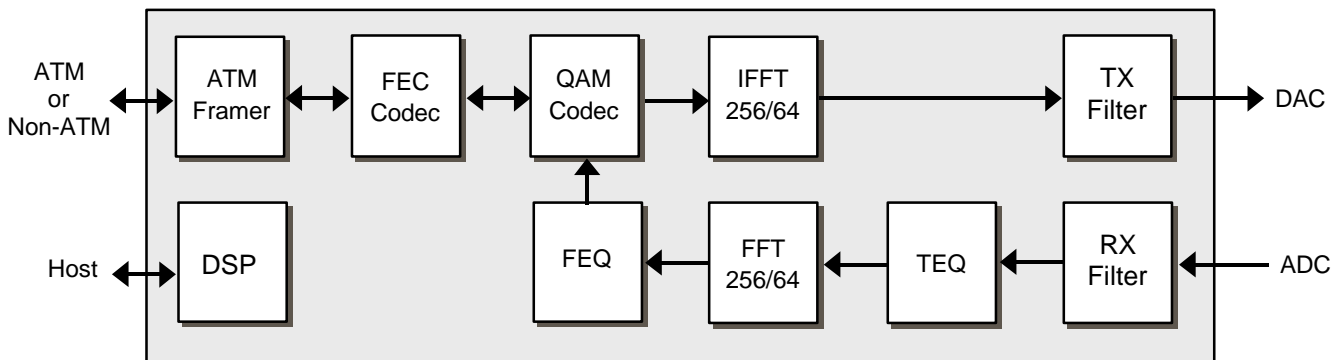 ATM
or
Non-ATM
ATM
Framer
FEC
Codec
QAM
Codec
IFFT
256/64
TX
Filter
DAC
Host
DSP
FEQ
FFT
256/64
TEQ
RX
Filter
ADC